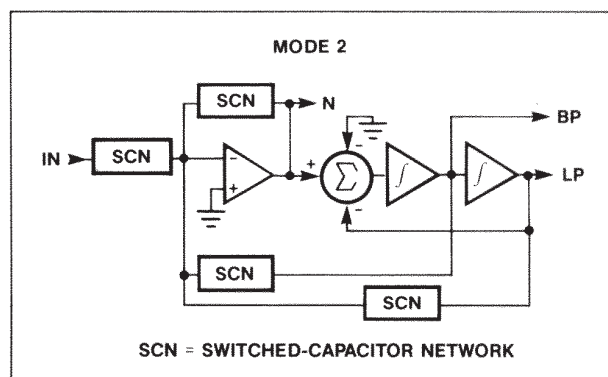 MODE 2
SCN
N
BP
IN
SCN
-
+
+
-
Σ
-
∫
∫
LP
SCN
SCN
SCN = SWITCHED-CAPACITOR NETWORK